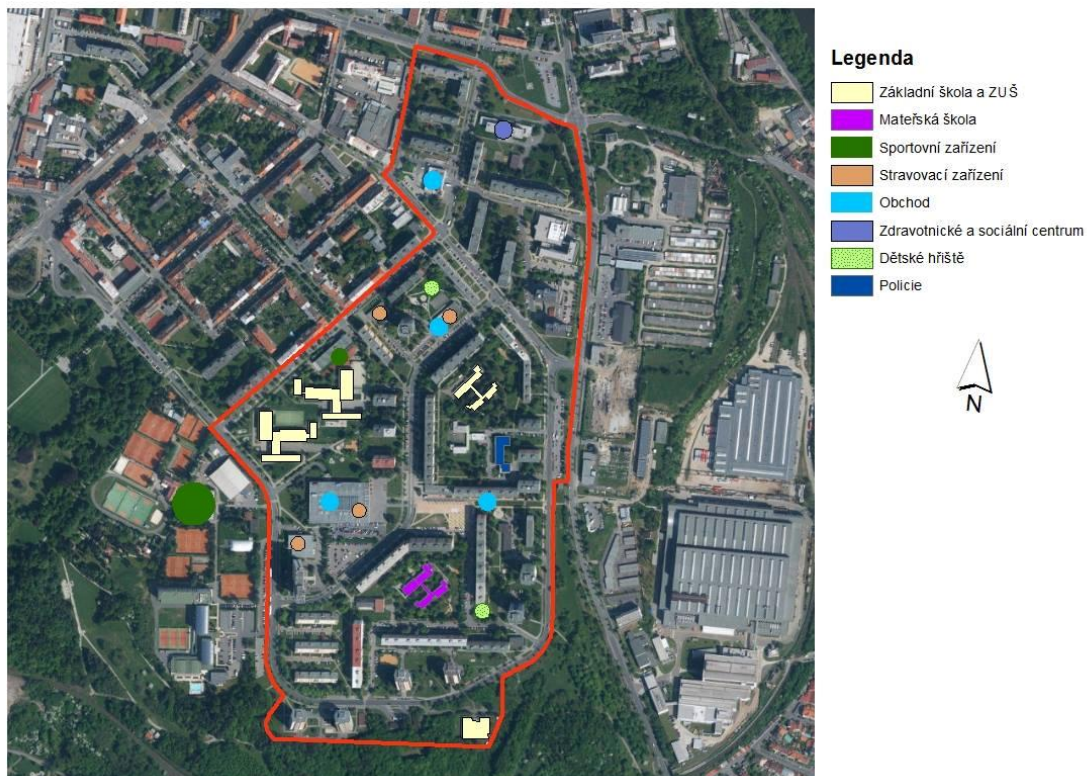 Legenda
Základní škola a ZUŠ
Mateřská škola
Sportovní zařízení
Stravovací zařízení
Obchod
Zdravotnické a sociální centrum
Dětské hřiště
Policie
N